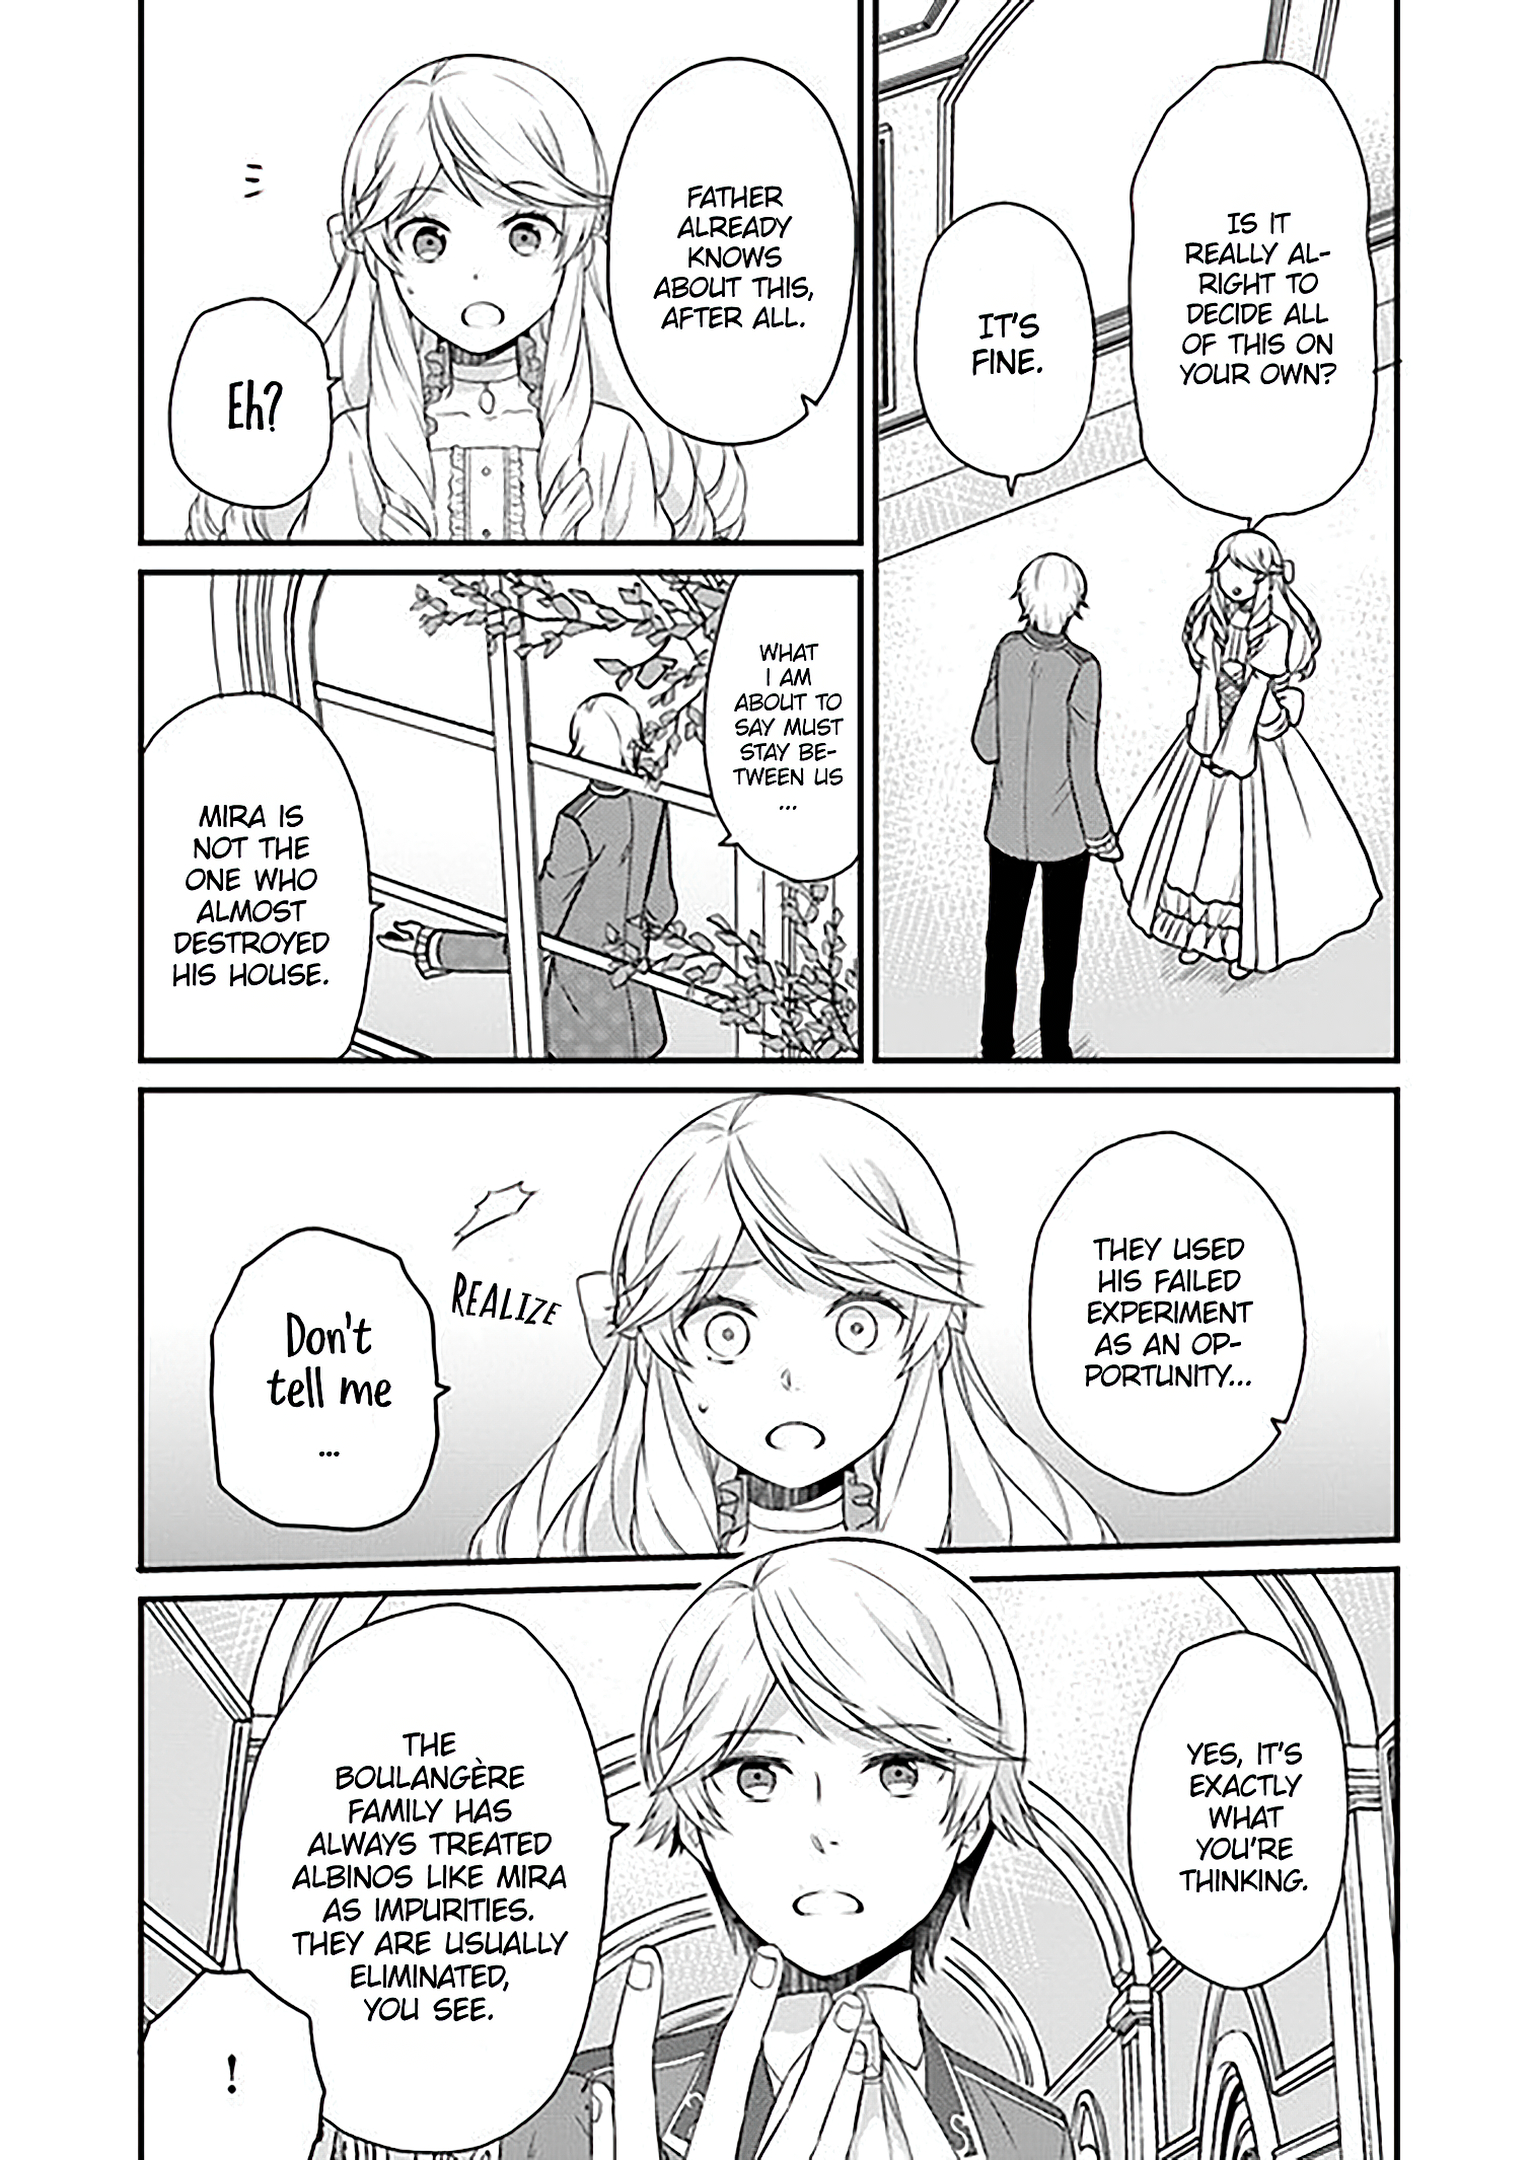 IS IT
REALLY AL-
RIGHT TO
DECIDE ALL
OF THIS ON
YOUR OWN?
IT'S
FINE.
FATHER
ALREADY
KNOWS
ABOUT THIS,
AFTER ALL.
Eh?
WHAT
I AM
ABOUT TO
SAY MUST
STAY BE-
TWEEN US
...
MIRA IS
NOT THE
ONE WHO
ALMOST
DESTROYED
HIS HOUSE.
THEY USED
HIS FAILED
EXPERIMENT
AS AN OP-
PORTUNITY...
REALIZE
Don't
tell me
...
YES, IT'S
EXACTLY
WHAT
YOU'RE
THINKING.
THE
BOULANGÈRE
FAMILY HAS
ALWAYS TREATED
ALBINOS LIKE MIRA
AS IMPURITIES.
THEY ARE USUALLY
ELIMINATED,
YOU SEE.
!